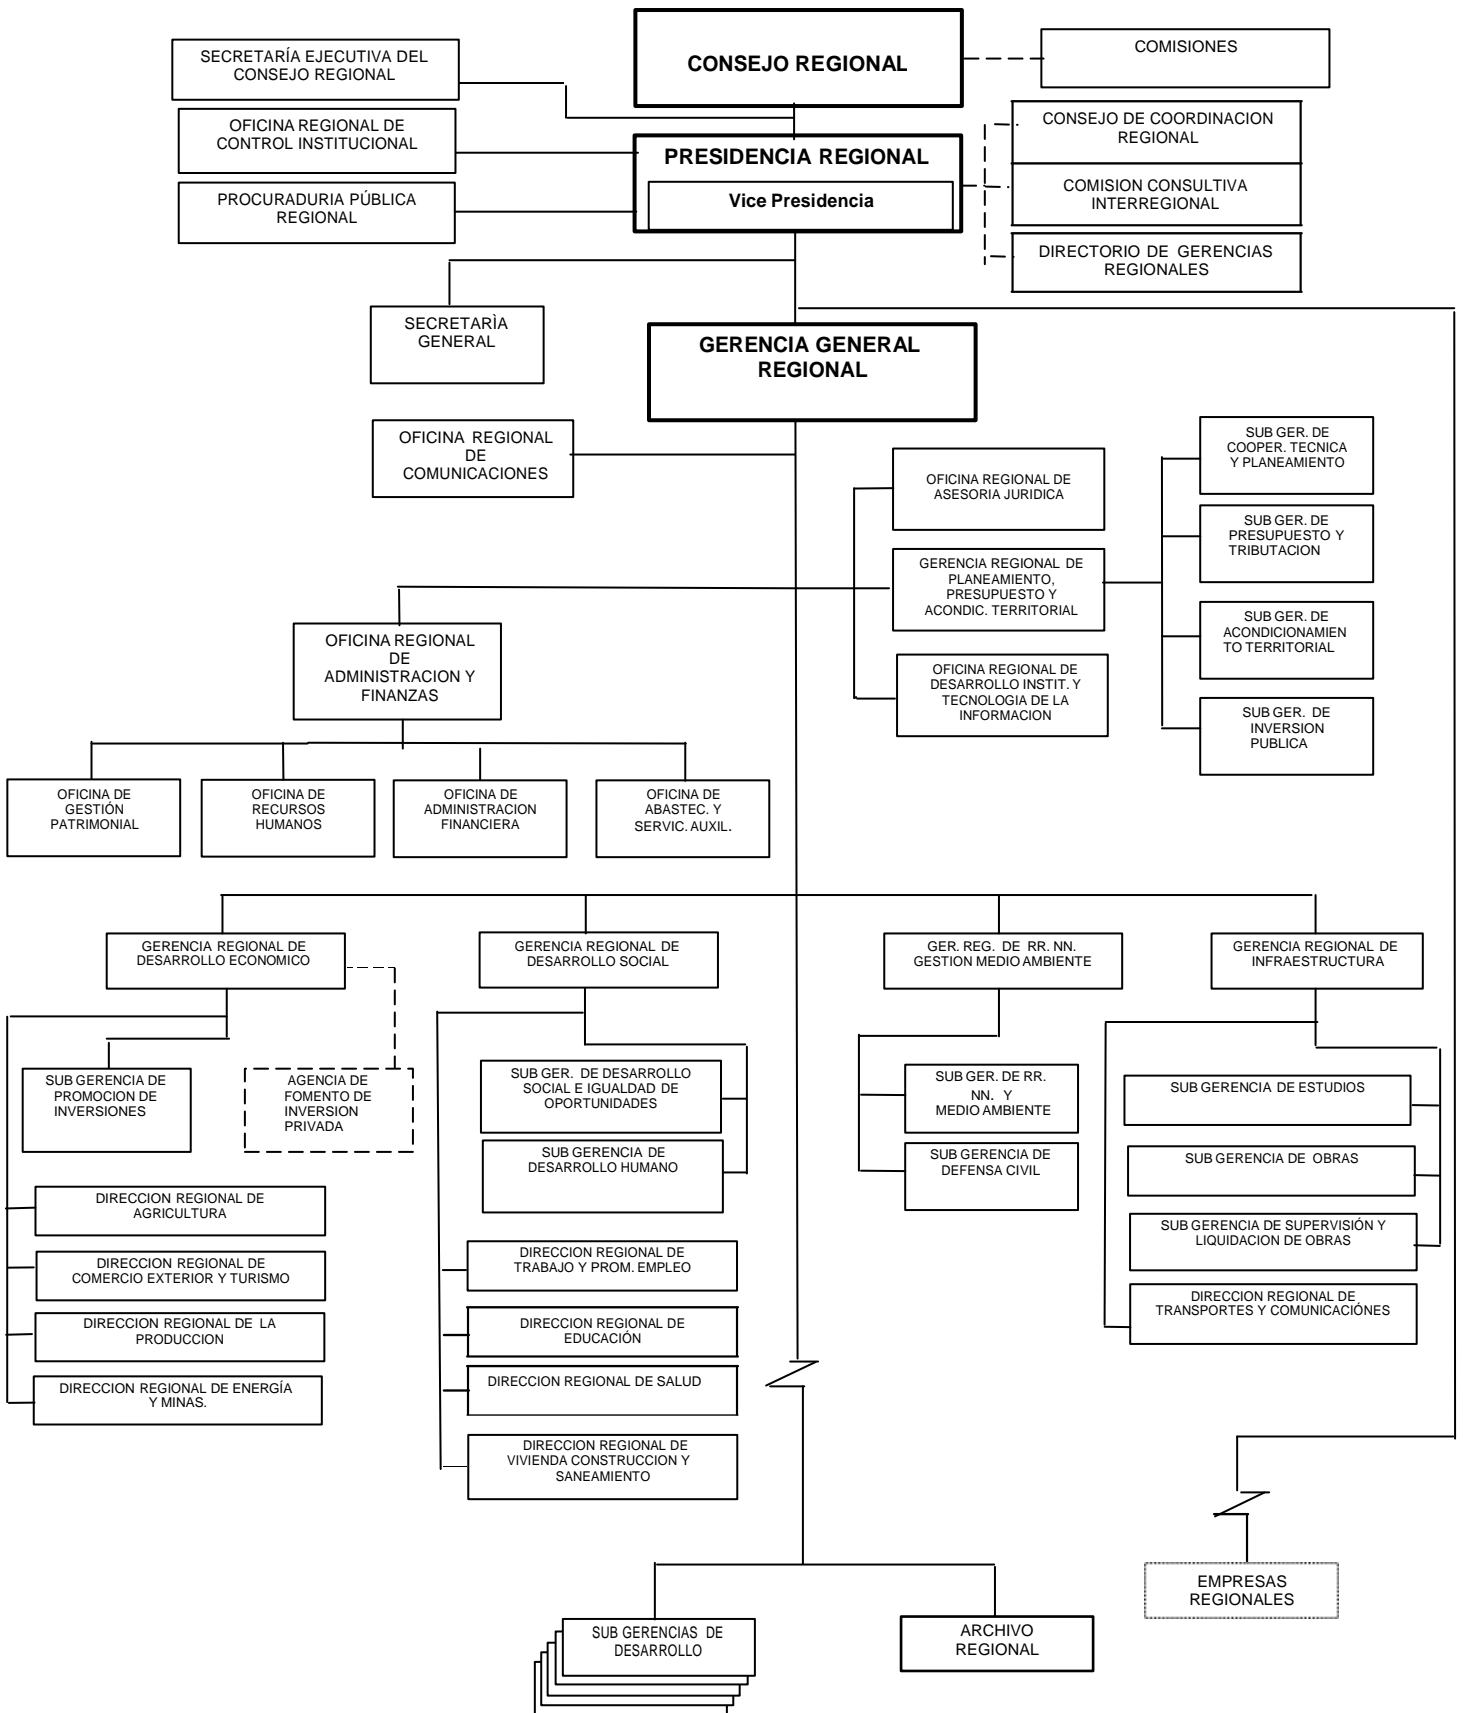 SECRETARÍA EJECUTIVA DEL
CONSEJO REGIONAL
CONSEJO REGIONAL
COMISIONES
OFICINA REGIONAL DE
CONTROL INSTITUCIONAL
PROCURADURIA PÚBLICA
REGIONAL
PRESIDENCIA REGIONAL
Vice Presidencia
CONSEJO DE COORDINACION
REGIONAL
COMISION CONSULTIVA
INTERREGIONAL
DIRECTORIO DE GERENCIAS
REGIONALES
SECRETARÌA
GENERAL
GERENCIA GENERAL
REGIONAL
OFICINA REGIONAL
DE
COMUNICACIONES
OFICINA REGIONAL DE
ASESORIA JURIDICA
GERENCIA REGIONAL DE
PLANEAMIENTO,
PRESUPUESTO Y
ACONDIC. TERRITORIAL
OFICINA REGIONAL DE
DESARROLLO INSTIT. Y
TECNOLOGIA DE LA
INFORMACION
SUB GER. DE
COOPER. TECNICA
Y PLANEAMIENTO
SUB GER. DE
PRESUPUESTO Y
TRIBUTACION
SUB GER. DE
ACONDICIONAMIEN
TO TERRITORIAL
SUB GER. DE
INVERSION
PUBLICA
OFICINA REGIONAL
DE
ADMINISTRACION Y
FINANZAS
OFICINA DE
GESTIÓN
PATRIMONIAL
OFICINA DE
RECURSOS
HUMANOS
OFICINA DE
ADMINISTRACION
FINANCIERA
OFICINA DE
ABASTEC. Y
SERVIC. AUXIL.
GERENCIA REGIONAL DE
DESARROLLO ECONOMICO
GERENCIA REGIONAL DE
DESARROLLO SOCIAL
GER. REG. DE RR. NN.
GESTION MEDIO AMBIENTE
GERENCIA REGIONAL DE
INFRAESTRUCTURA
SUB GERENCIA DE
PROMOCION DE
INVERSIONES
AGENCIA DE
FOMENTO DE
INVERSION
PRIVADA
DIRECCION REGIONAL DE
AGRICULTURA
DIRECCION REGIONAL DE
COMERCIO EXTERIOR Y TURISMO
DIRECCION REGIONAL DE LA
PRODUCCION
DIRECCION REGIONAL DE ENERGÍA
Y MINAS.
SUB GER. DE DESARROLLO
SOCIAL E IGUALDAD DE
OPORTUNIDADES
SUB GERENCIA DE
DESARROLLO HUMANO
DIRECCION REGIONAL DE
TRABAJO Y PROM. EMPLEO
DIRECCION REGIONAL DE
EDUCACIÓN
DIRECCION REGIONAL DE SALUD
DIRECCION REGIONAL DE
VIVIENDA CONSTRUCCION Y
SANEAMIENTO
SUB GER. DE RR.
NN. Y
MEDIO AMBIENTE
SUB GERENCIA DE
DEFENSA CIVIL
SUB GERENCIA DE ESTUDIOS
SUB GERENCIA DE OBRAS
SUB GERENCIA DE SUPERVISIÓN Y
LIQUIDACION DE OBRAS
DIRECCION REGIONAL DE
TRANSPORTES Y COMUNICACIÓNES
SUB GERENCIAS DE
DESARROLLO
ARCHIVO
REGIONAL
EMPRESAS
REGIONALES